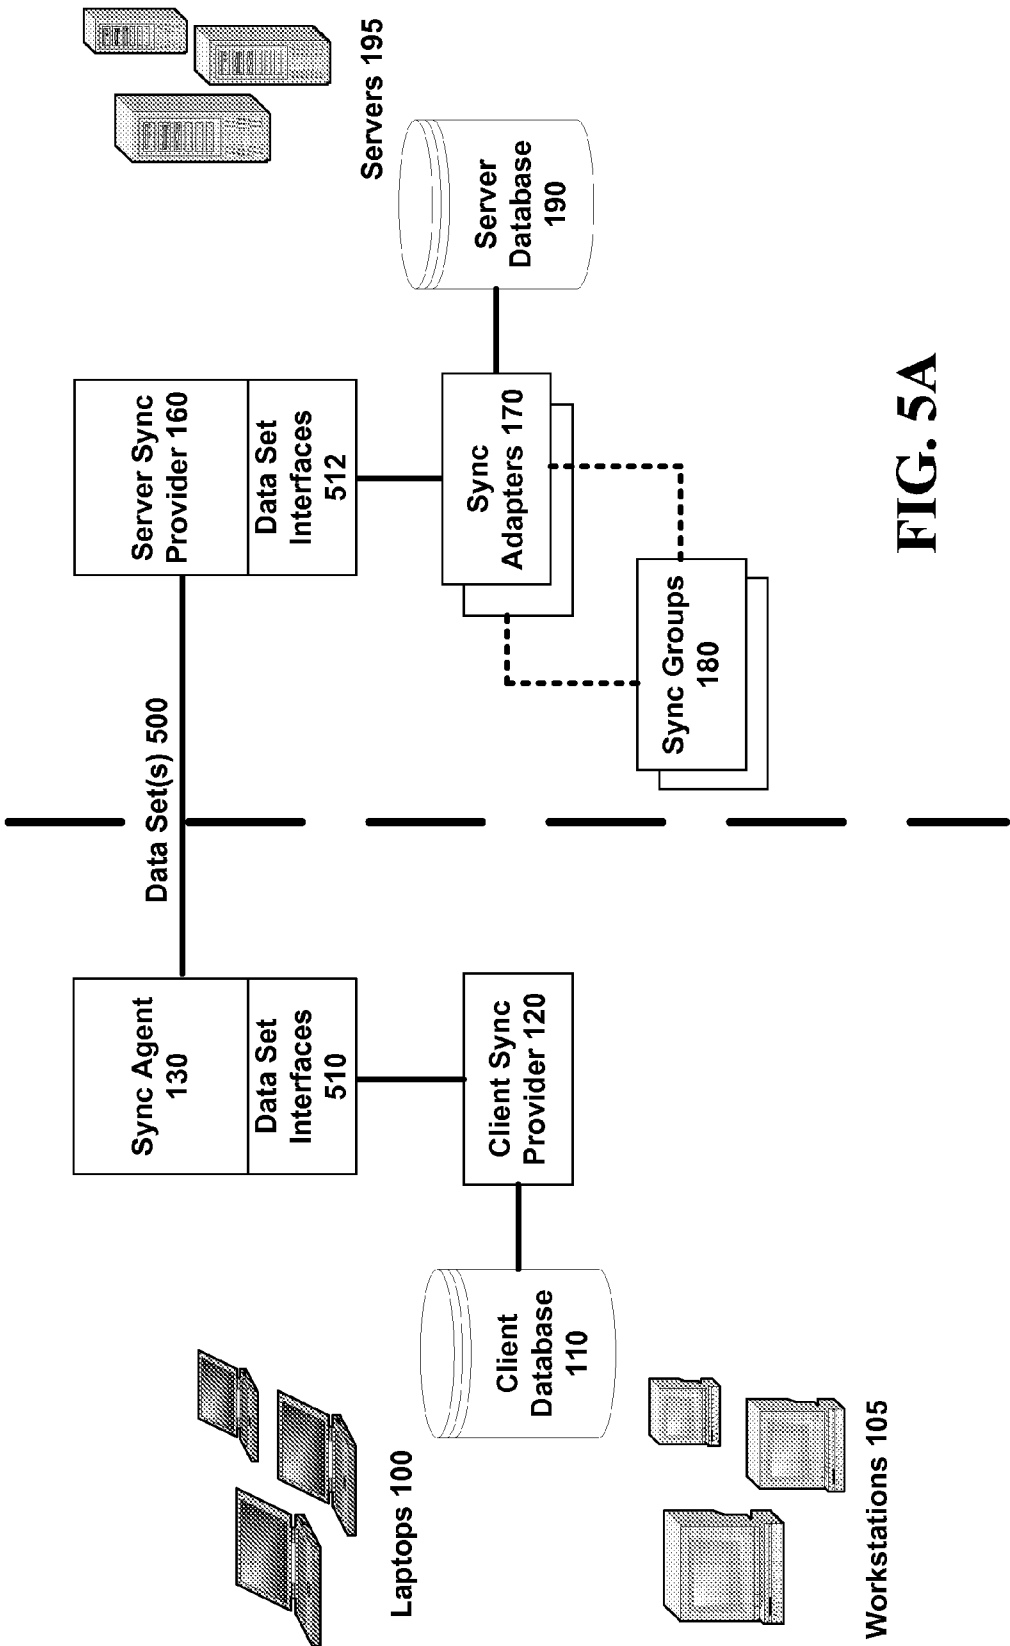 Laptops 100
Workstations 105
Client
Database
110
Sync Agent
130
Data Set
Interfaces
510
Client Sync
Provider 120
Data Set(s) 500
Server Sync
Provider 160
Data Set
Interfaces
512
Sync
Adapters 170
Sync Groups
180
Servers 195
Server
Database
190
FIG. 5A